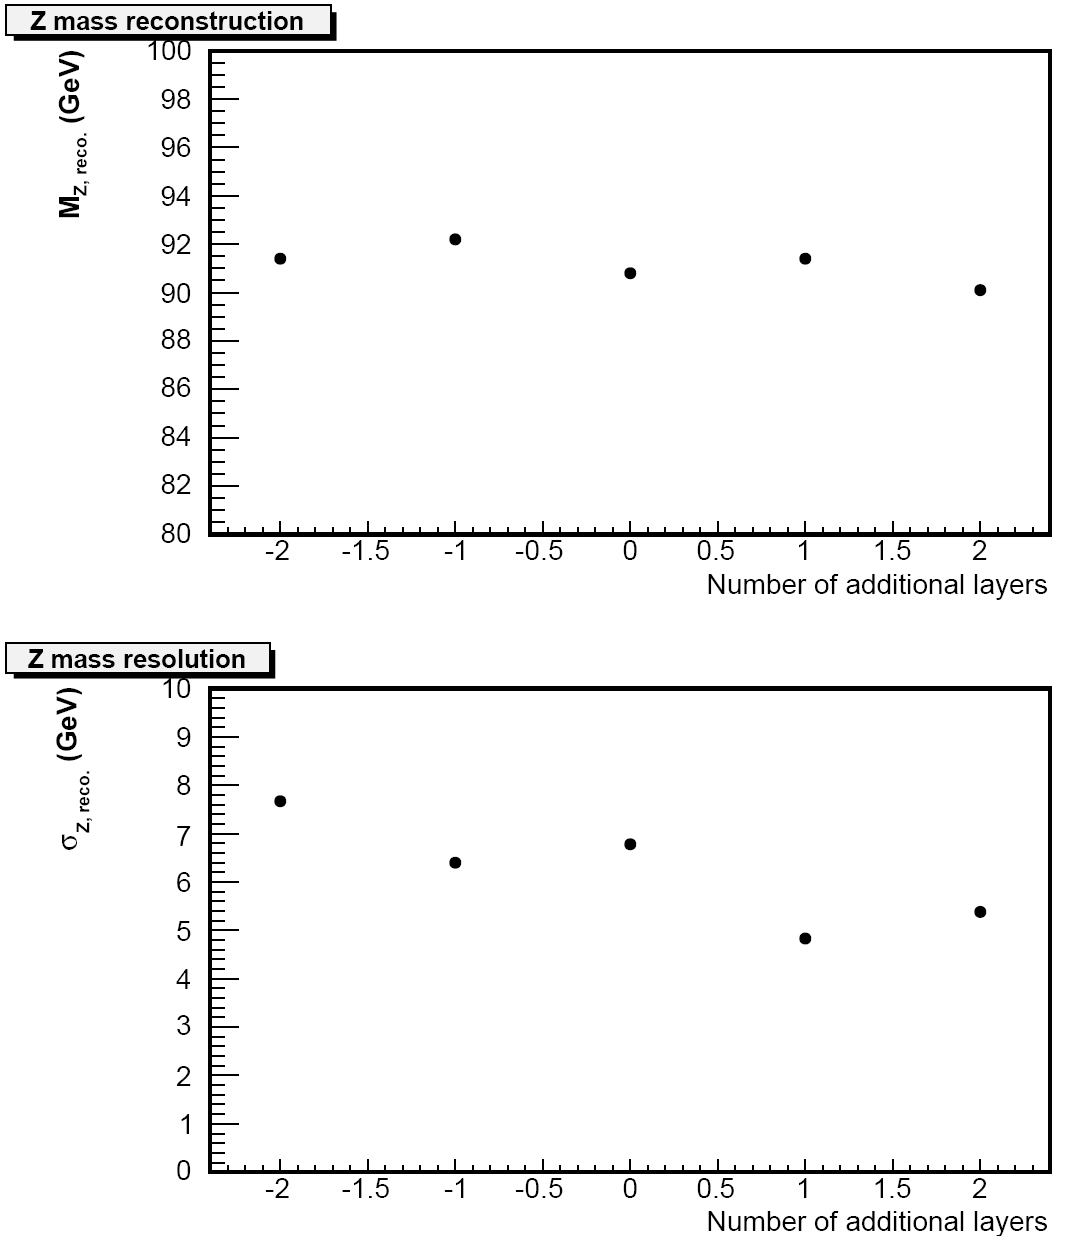 Z mass reconstruction
M Z, reco. (GeV)
100
98
96
94
92
90
88
86
84
82
80
-2 -1.5 -1 -0.5 0 0.5 1 1.5 2
Number of additional layers
Z mass resolution
σ Z, reco. (GeV)
10
9
8
7
6
5
4
3
2
1
0
-2 -1.5 -1 -0.5 0 0.5 1 1.5 2
Number of additional layers